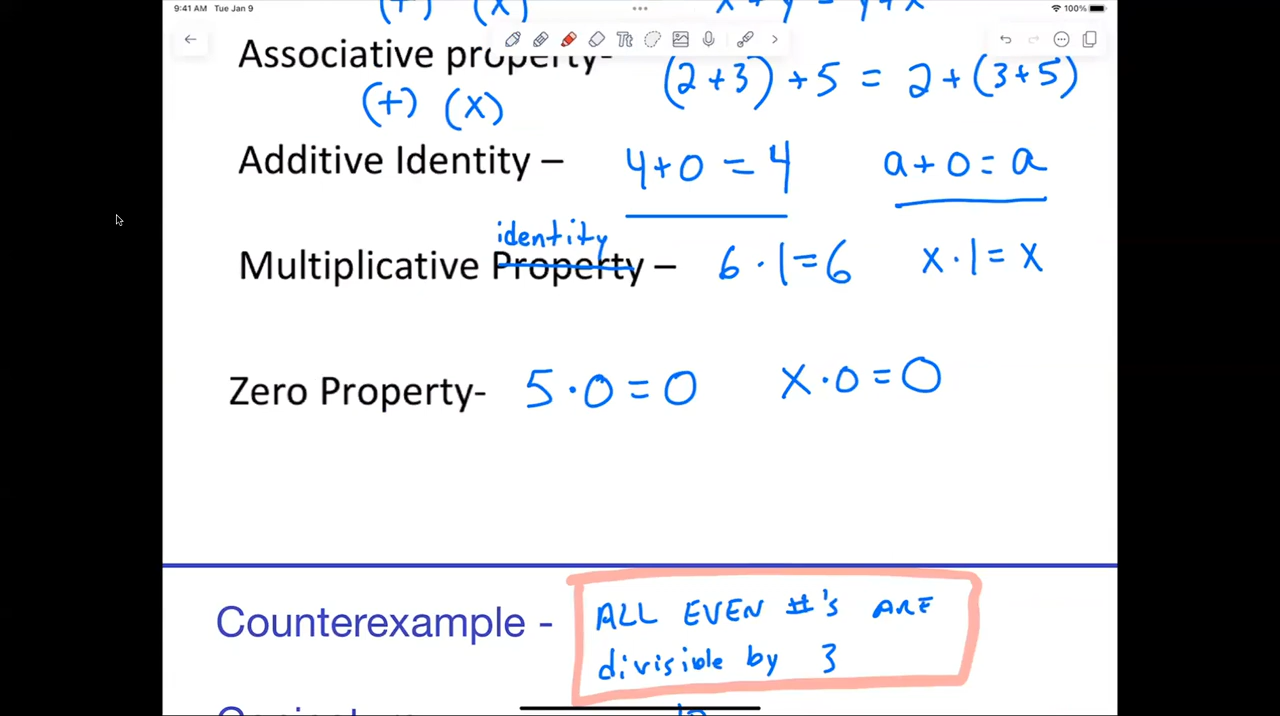 9:41 AM Tue Jan 9
100%
(+) (x) x + y = y + x
Associative property- (2+3)+5 = 2+(3+5)
(+) (x)
Additive Identity – 4+0 = 4 a+0=a
identity
Multiplicative Property – 6·1=6 x·1=x
Zero Property- 5·0=0 x·0=0
Counterexample - ALL EVEN #'s ARE
divisible by 3